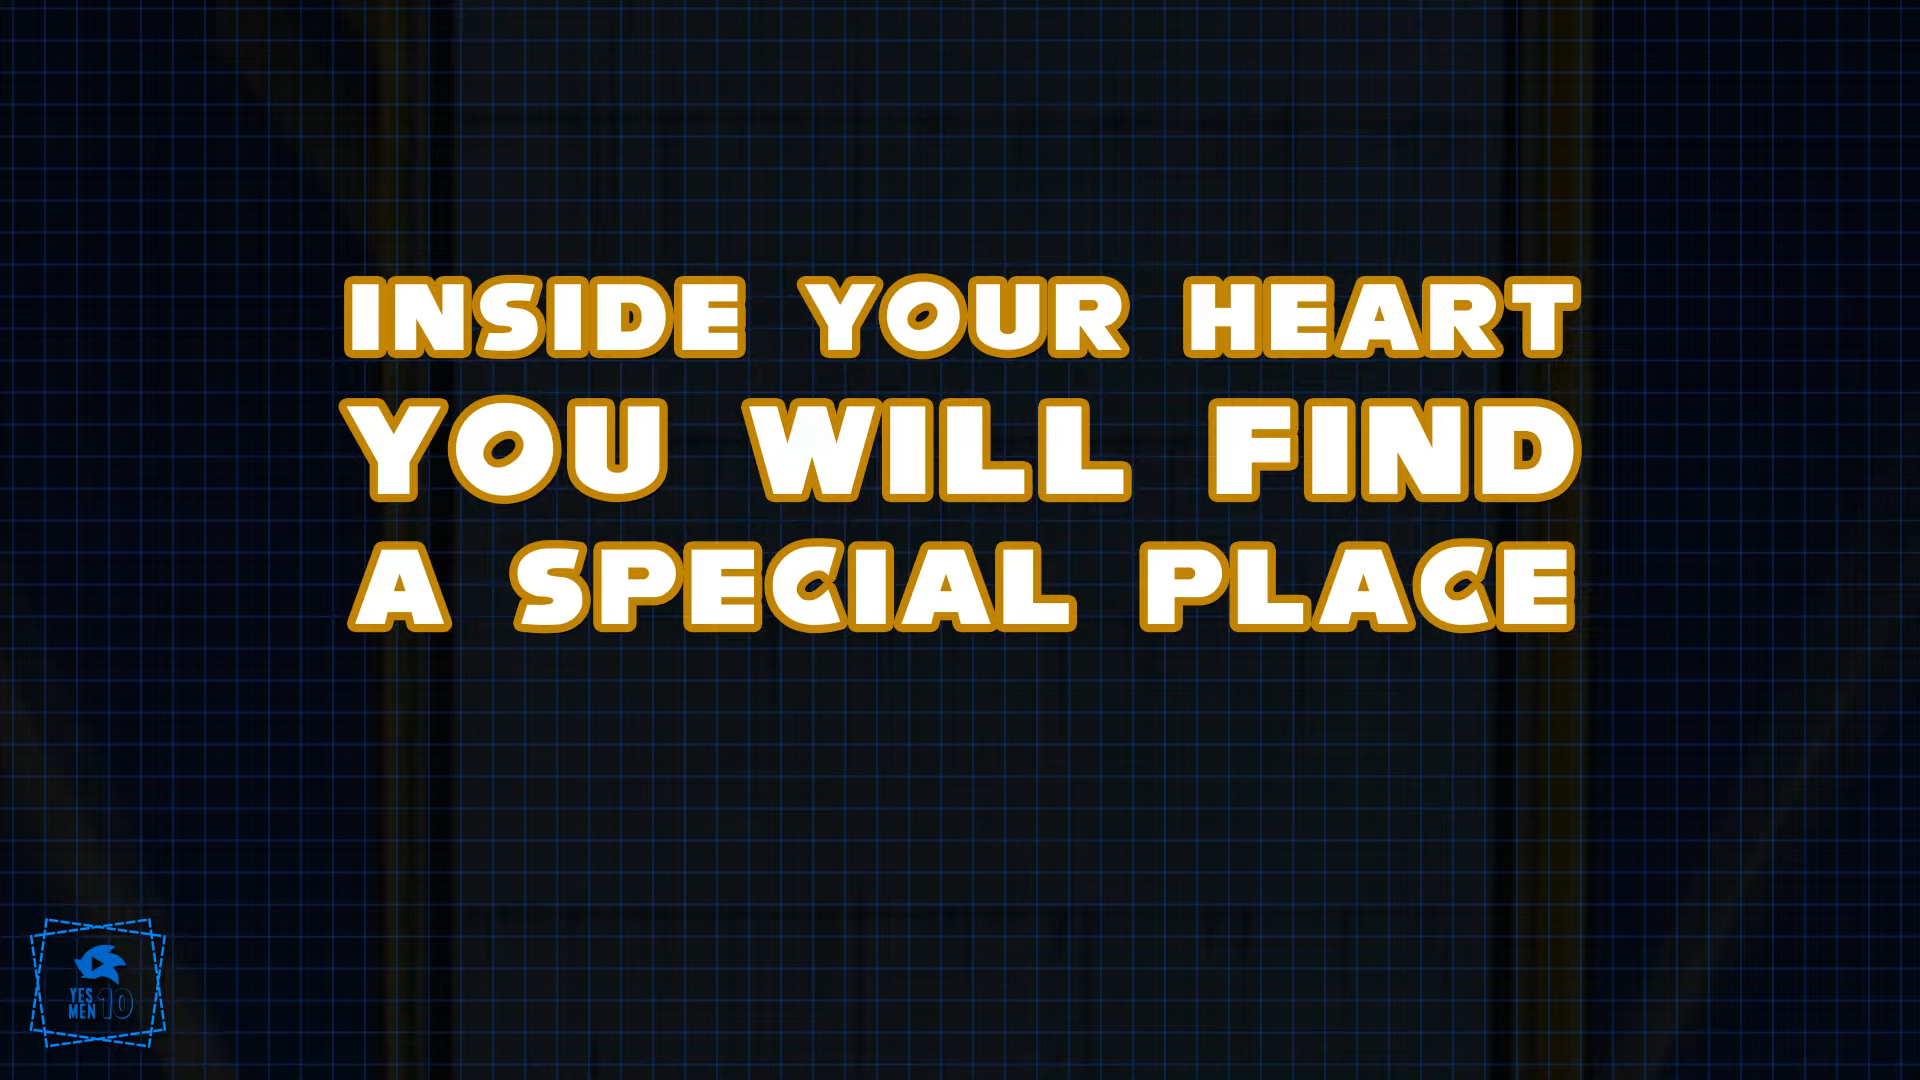 INSIDE YOUR HEART
YOU WILL FIND
A SPECIAL PLACE
YES
MEN 10